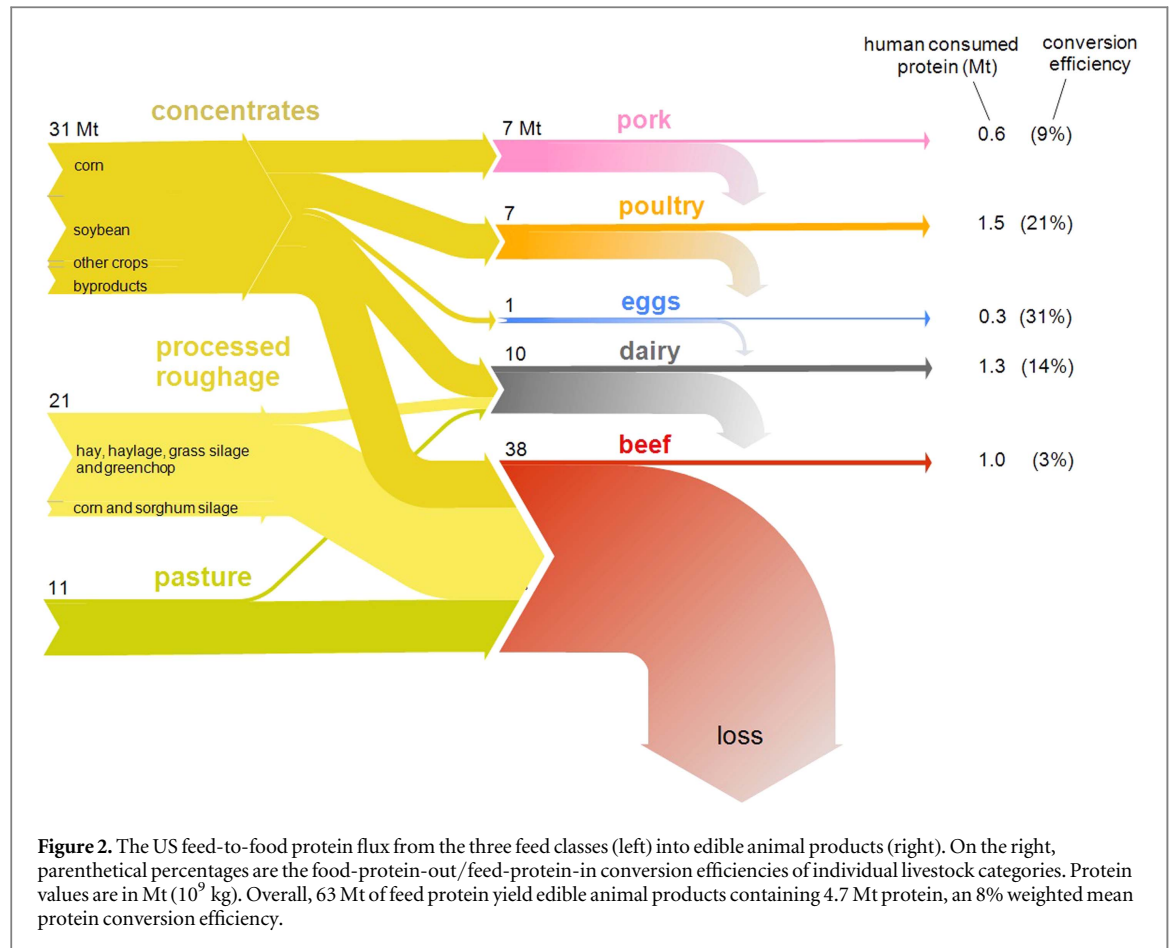 human consumed
protein (Mt)
conversion
efficiency
concentrates
31 Mt
corn
soybean
other crops
byproducts
7 Mt
pork
0.6
(9%)
7
poultry
1.5
(21%)
1
eggs
0.3
(31%)
10
dairy
1.3
(14%)
processed
roughage
21
hay, haylage, grass silage
and greenchop
corn and sorghum silage
38
beef
1.0
(3%)
pasture
11
loss
Figure 2. The US feed-to-food protein flux from the three feed classes (left) into edible animal products (right). On the right,
parenthetical percentages are the food-protein-out/feed-protein-in conversion efficiencies of individual livestock categories. Protein
values are in Mt (10⁹ kg). Overall, 63 Mt of feed protein yield edible animal products containing 4.7 Mt protein, an 8% weighted mean
protein conversion efficiency.